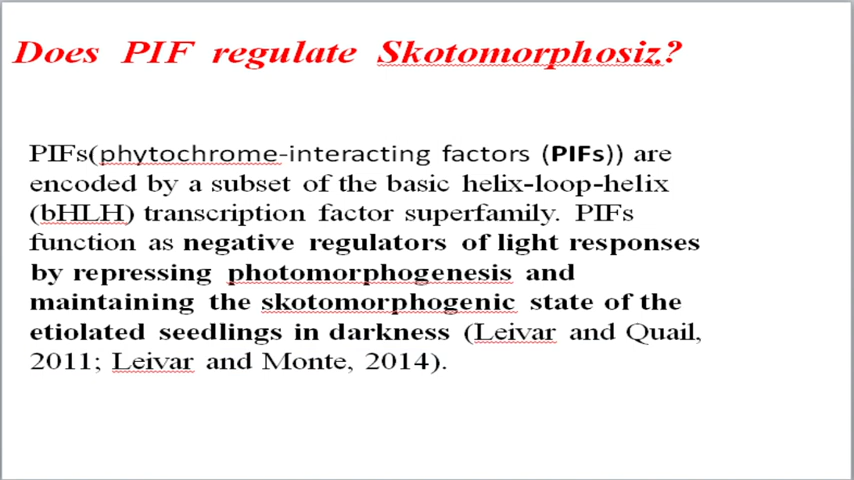 Does PIF regulate Skotomorphosiz?
PIFs(phytochrome-interacting factors (PIFs)) are
encoded by a subset of the basic helix-loop-helix
(bHLH) transcription factor superfamily. PIFs
function as negative regulators of light responses
by repressing photomorphogenesis and
maintaining the skotomorphogenic state of the
etiolated seedlings in darkness (Leivar and Quail,
2011; Leivar and Monte, 2014).